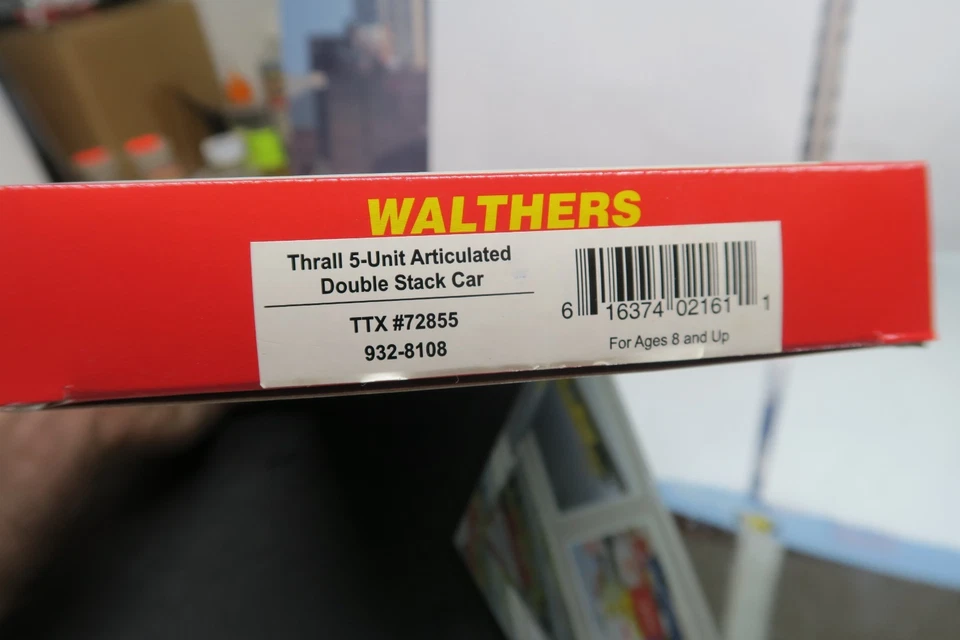 WALTHERS
Thrall 5-Unit Articulated
Double Stack Car
TTX #72855
932-8108
6 16374 02161 1
For Ages 8 and Up